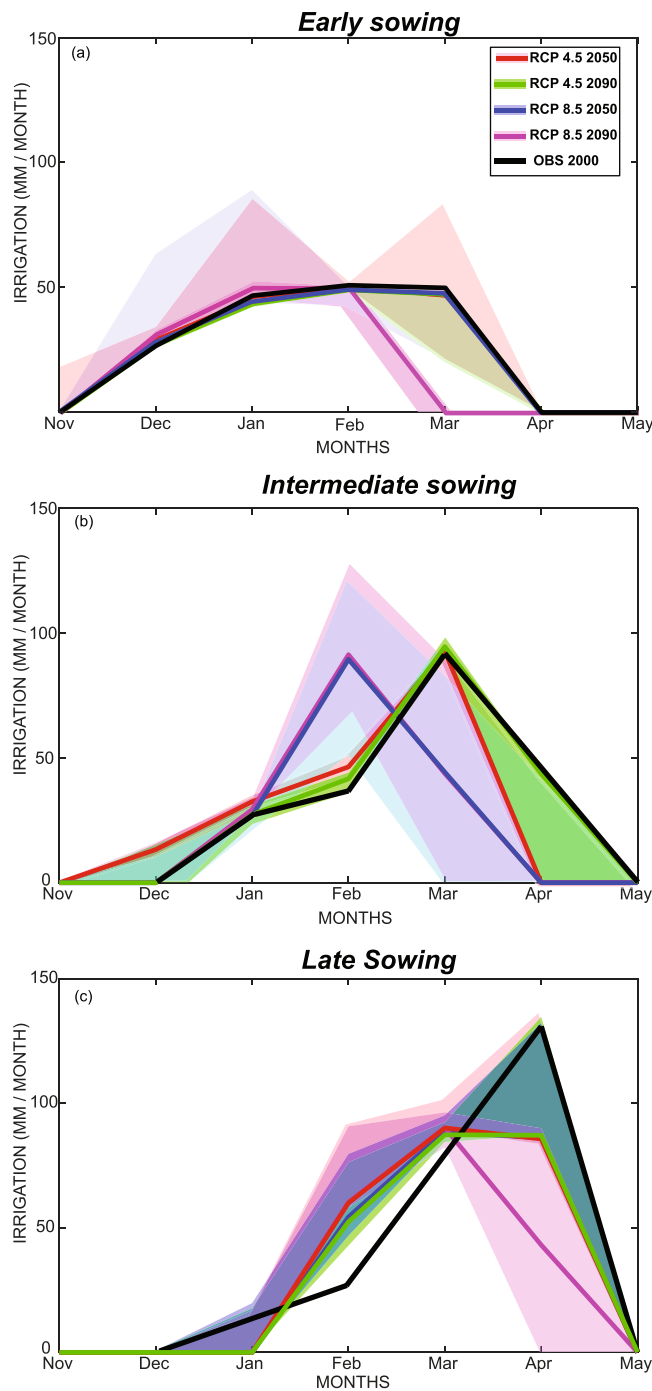 Early sowing
150
(a)
RCP 4.5 2050
RCP 4.5 2090
RCP 8.5 2050
RCP 8.5 2090
OBS 2000
100
50
0
IRRIGATION (MM / MONTH)
Nov Dec Jan Feb Mar Apr May
MONTHS
Intermediate sowing
150
(b)
100
50
0
IRRIGATION (MM / MONTH)
Nov Dec Jan Feb Mar Apr May
MONTHS
Late Sowing
150
(c)
100
50
0
IRRIGATION (MM / MONTH)
Nov Dec Jan Feb Mar Apr May
MONTHS